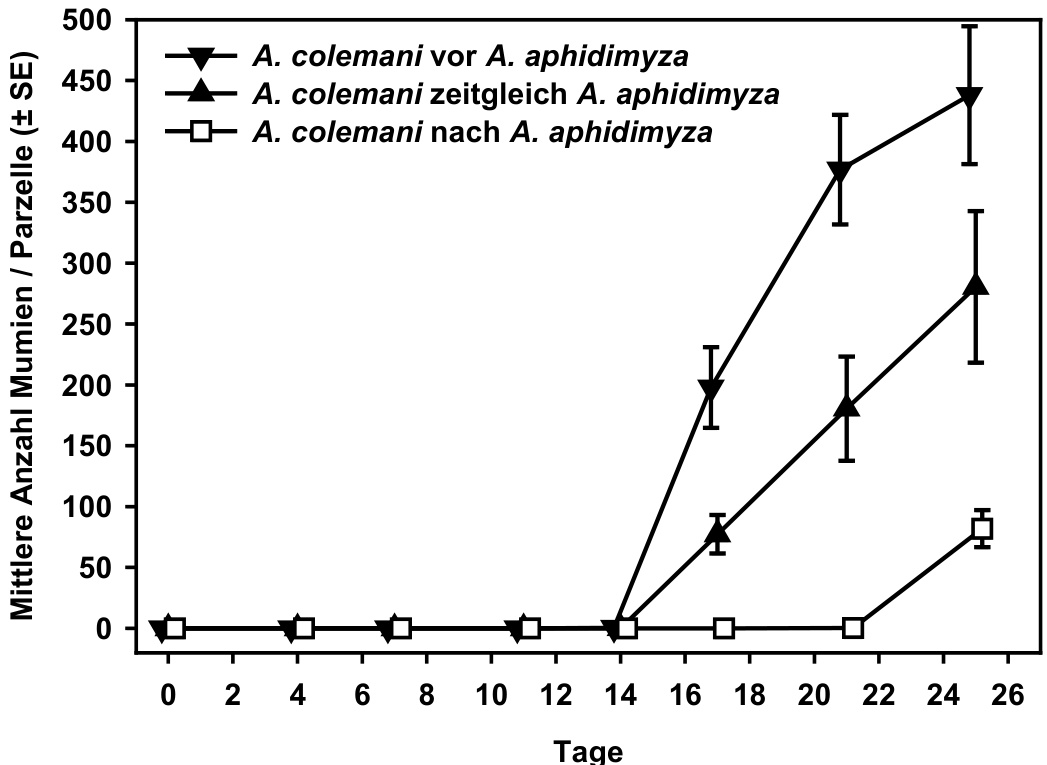 Mittlere Anzahl Mumien / Parzelle (± SE)
500
450
400
350
300
250
200
150
100
50
0
A. colemani vor A. aphidimyza
A. colemani zeitgleich A. aphidimyza
A. colemani nach A. aphidimyza
0 2 4 6 8 10 12 14 16 18 20 22 24 26
Tage